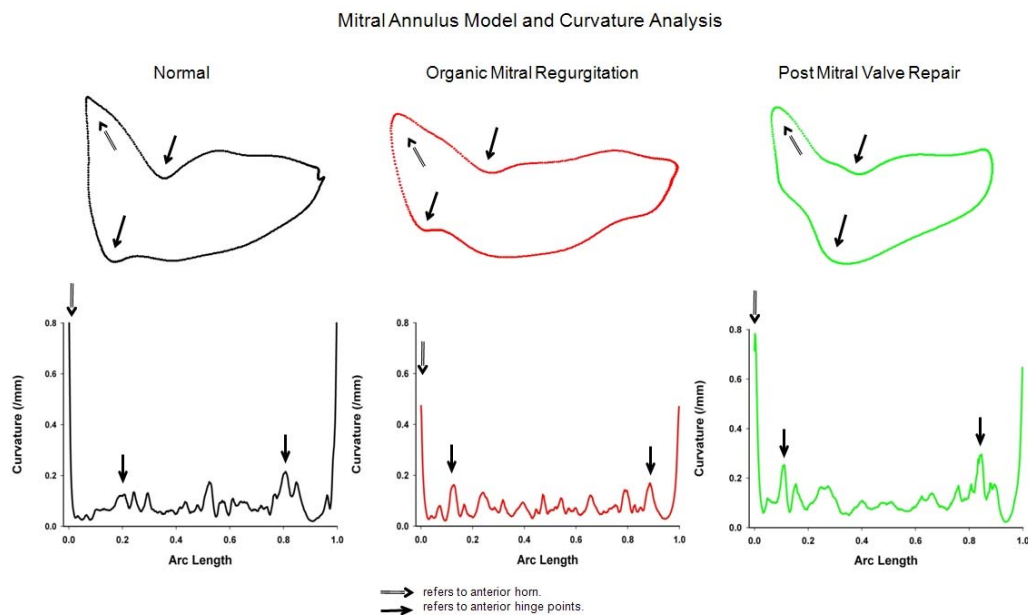 Mitral Annulus Model and Curvature Analysis
Normal
Organic Mitral Regurgitation
Post Mitral Valve Repair
Curvature (/mm)
0.8
0.6
0.4
0.2
0.0
0.0 0.2 0.4 0.6 0.8 1.0
Arc Length
Curvature (/mm)
0.8
0.6
0.4
0.2
0.0
0.0 0.2 0.4 0.6 0.8 1.0
Arc Length
Curvature (/mm)
0.8
0.6
0.4
0.2
0.0
0.0 0.2 0.4 0.6 0.8 1.0
Arc Length
refers to anterior horn.
refers to anterior hinge points.